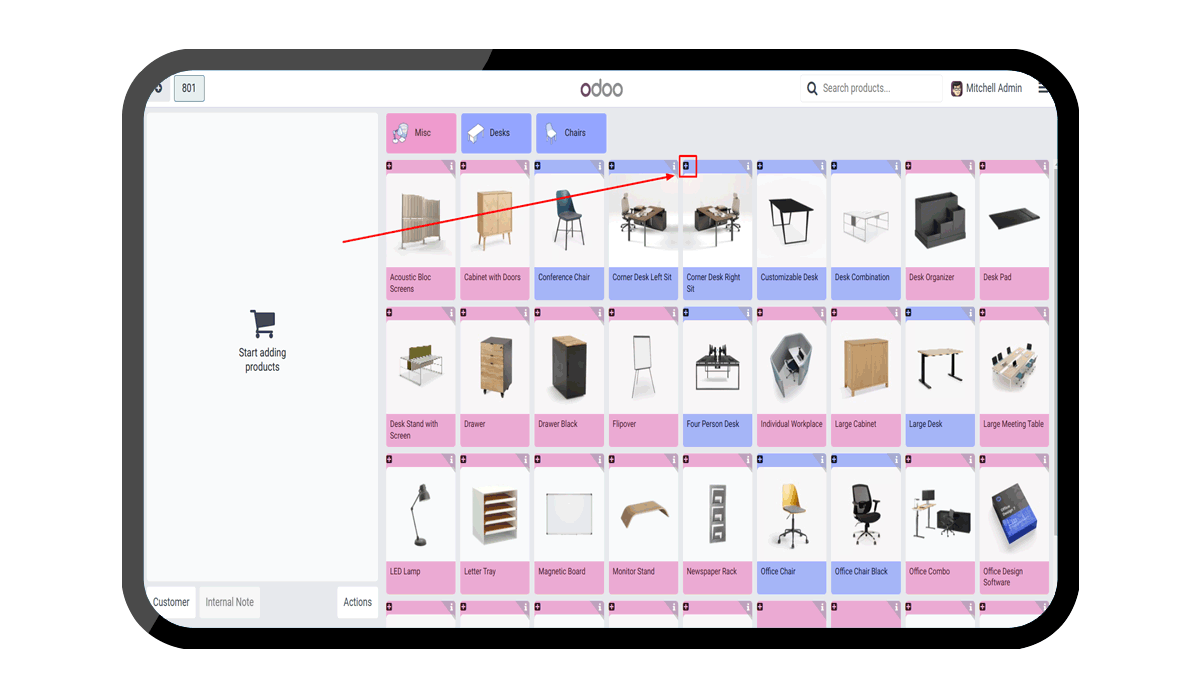 801
odoo
Search products...
Mitchell Admin
Misc
Desks
Chairs
Start adding
products
Acoustic Bloc
Screens
Cabinet with Doors
Conference Chair
Corner Desk Left Sit
Corner Desk Right
Sit
Customizable Desk
Desk Combination
Desk Organizer
Desk Pad
Desk Stand with
Screen
Drawer
Drawer Black
Flipover
Four Person Desk
Individual Workplace
Large Cabinet
Large Desk
Large Meeting Table
LED Lamp
Letter Tray
Magnetic Board
Monitor Stand
Newspaper Rack
Office Chair
Office Chair Black
Office Combo
Office Design
Software
Customer
Internal Note
Actions